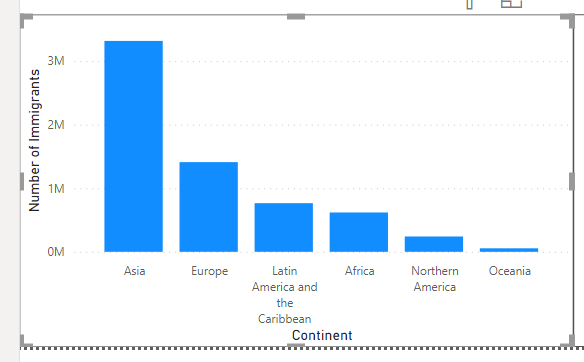 Number of Immigrants
3M
2M
1M
0M
Asia
Europe
Latin
America and
the
Caribbean
Africa
Northern
America
Oceania
Continent